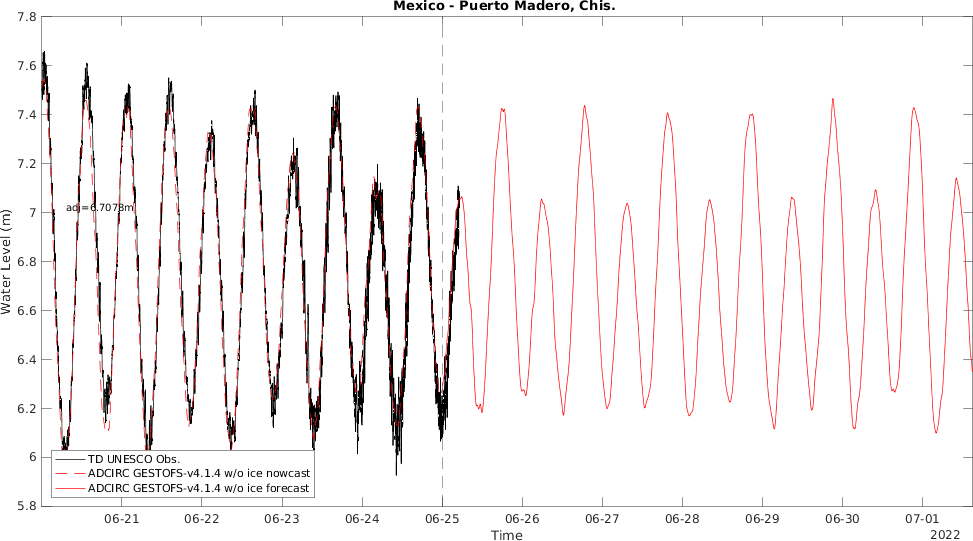 Mexico - Puerto Madero, Chis.
7.8
7.6
7.4
7.2
7
6.8
6.6
6.4
6.2
6
5.8
Water Level (m)
adj=6.7078m
TD UNESCO Obs.
ADCIRC GESTOFS-v4.1.4 w/o ice nowcast
ADCIRC GESTOFS-v4.1.4 w/o ice forecast
06-21 06-22 06-23 06-24 06-25 06-26 06-27 06-28 06-29 06-30 07-01
Time
2022